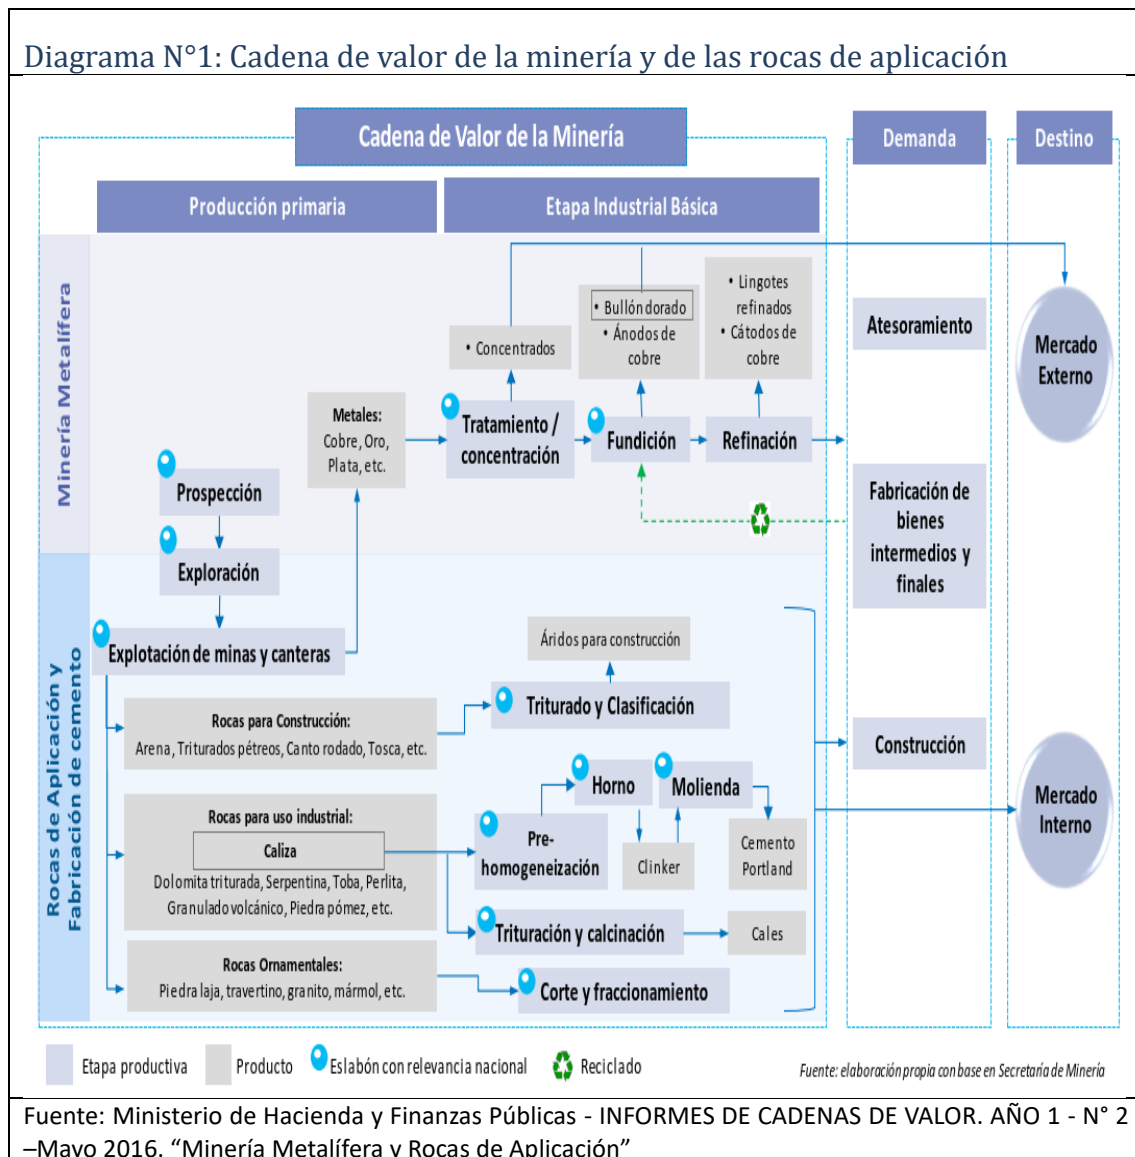 Diagrama N°1: Cadena de valor de la minería y de las rocas de aplicación
Cadena de Valor de la Minería
Demanda
Destino
Producción primaria
Etapa Industrial Básica
Minería Metalífera
• Concentrados
• Bullón dorado
• Ánodos de
cobre
• Lingotes
refinados
• Cátodos de
cobre
Atesoramiento
Mercado
Externo
Metales:
Cobre, Oro,
Plata, etc.
Tratamiento /
concentración
Fundición
Refinación
Prospección
Exploración
Fabricación de
bienes
intermedios y
finales
Rocas de Aplicación y
Fabricación de cemento
Explotación de minas y canteras
Áridos para construcción
Triturado y Clasificación
Rocas para Construcción:
Arena, Triturados pétreos, Canto rodado, Tosca, etc.
Construcción
Horno
Molienda
Mercado
Interno
Rocas para uso industrial:
Caliza
Dolomita triturada, Serpentina, Toba, Perlita,
Granulado volcánico, Piedra pómez, etc.
Pre-
homogeneización
Clinker
Cemento
Portland
Trituración y calcinación
Cales
Rocas Ornamentales:
Piedra laja, travertino, granito, mármol, etc.
Corte y fraccionamiento
Etapa productiva
Producto
Eslabón con relevancia nacional
Reciclado
Fuente: elaboración propia con base en Secretaría de Minería
Fuente: Ministerio de Hacienda y Finanzas Públicas - INFORMES DE CADENAS DE VALOR. AÑO 1 - N° 2
–Mayo 2016. “Minería Metalífera y Rocas de Aplicación”